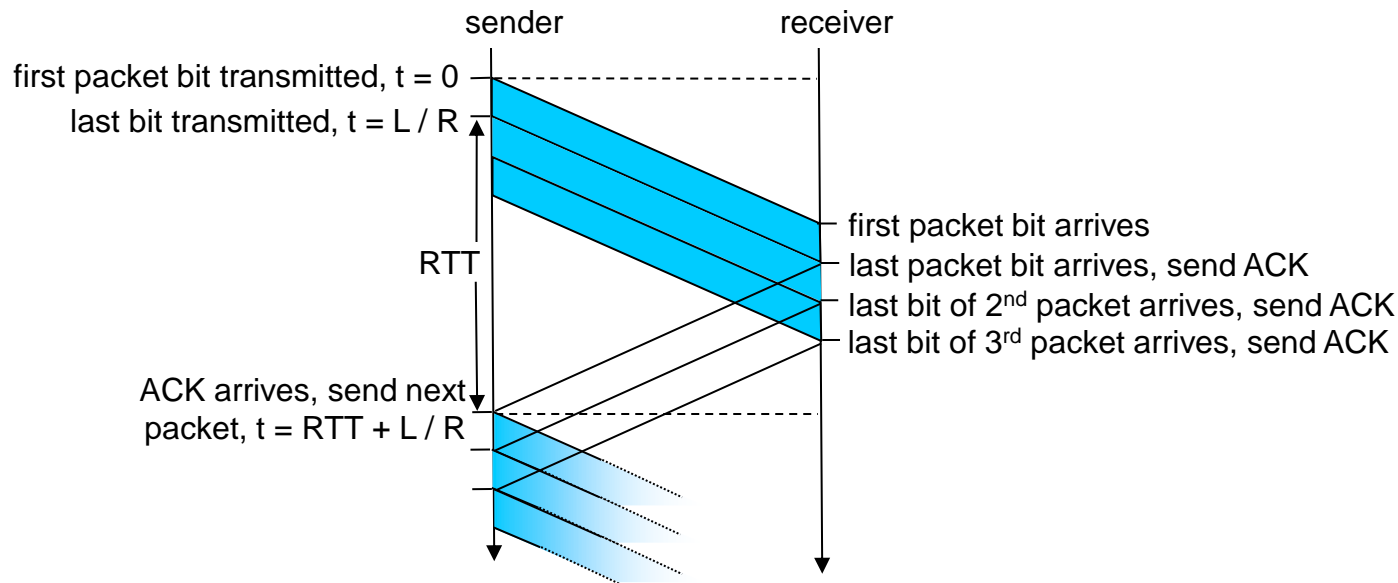 sender
receiver
first packet bit transmitted, t = 0
last bit transmitted, t = L / R
RTT
first packet bit arrives
last packet bit arrives, send ACK
last bit of 2nd packet arrives, send ACK
last bit of 3rd packet arrives, send ACK
ACK arrives, send next
packet, t = RTT + L / R